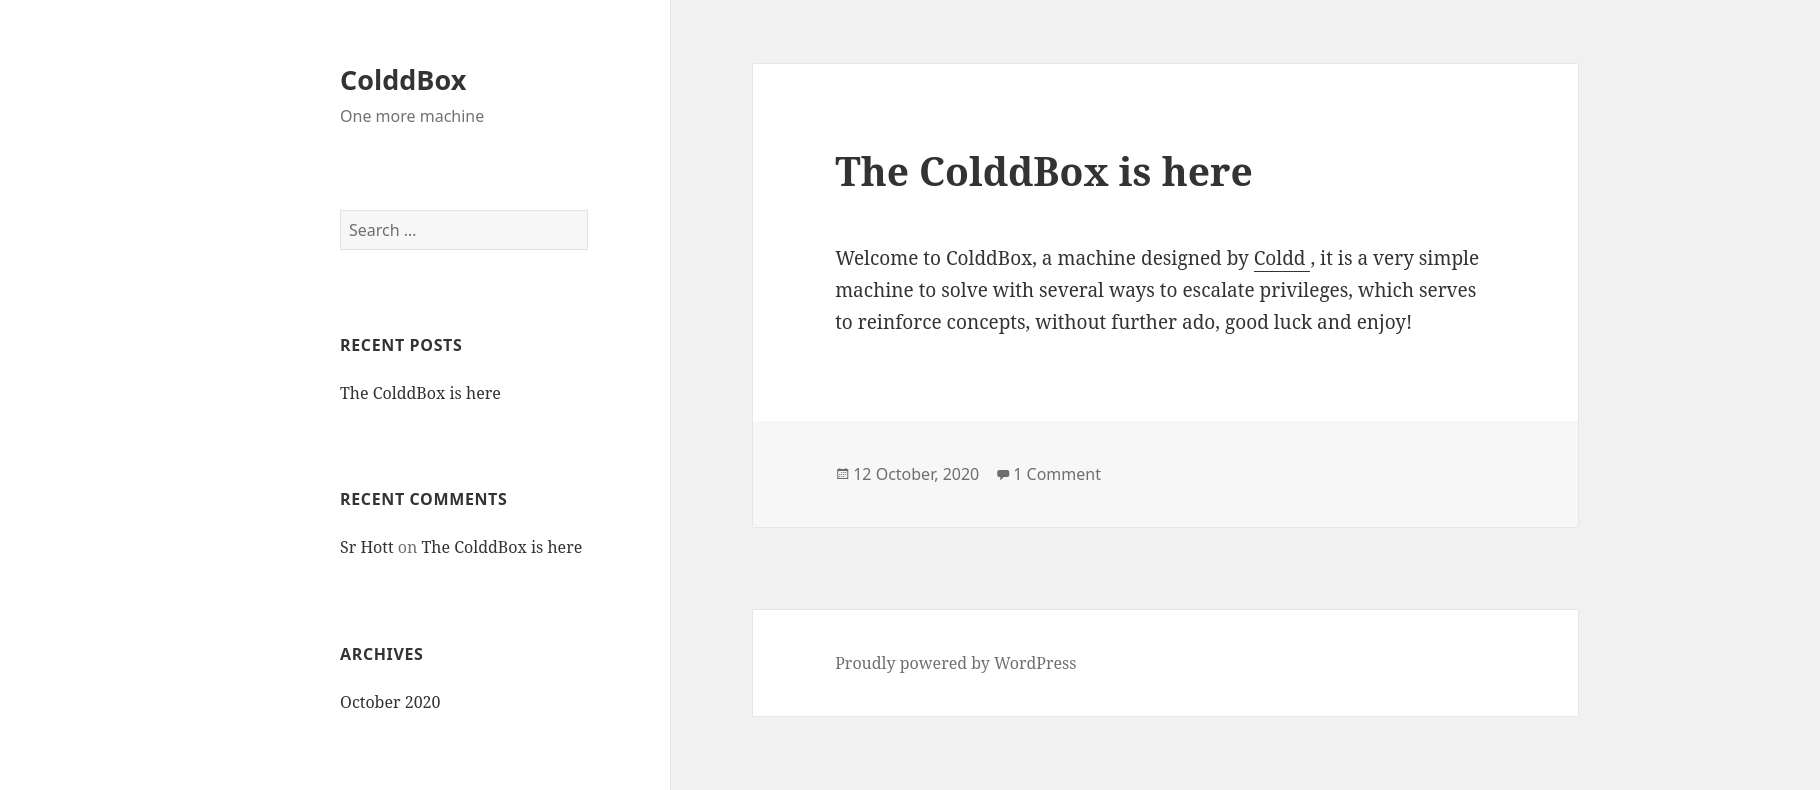 ColddBox
One more machine
Search ...
RECENT POSTS
The ColddBox is here
RECENT COMMENTS
Sr Hott on The ColddBox is here
ARCHIVES
October 2020
The ColddBox is here
Welcome to ColddBox, a machine designed by Coldd , it is a very simple
machine to solve with several ways to escalate privileges, which serves
to reinforce concepts, without further ado, good luck and enjoy!
12 October, 2020 1 Comment
Proudly powered by WordPress